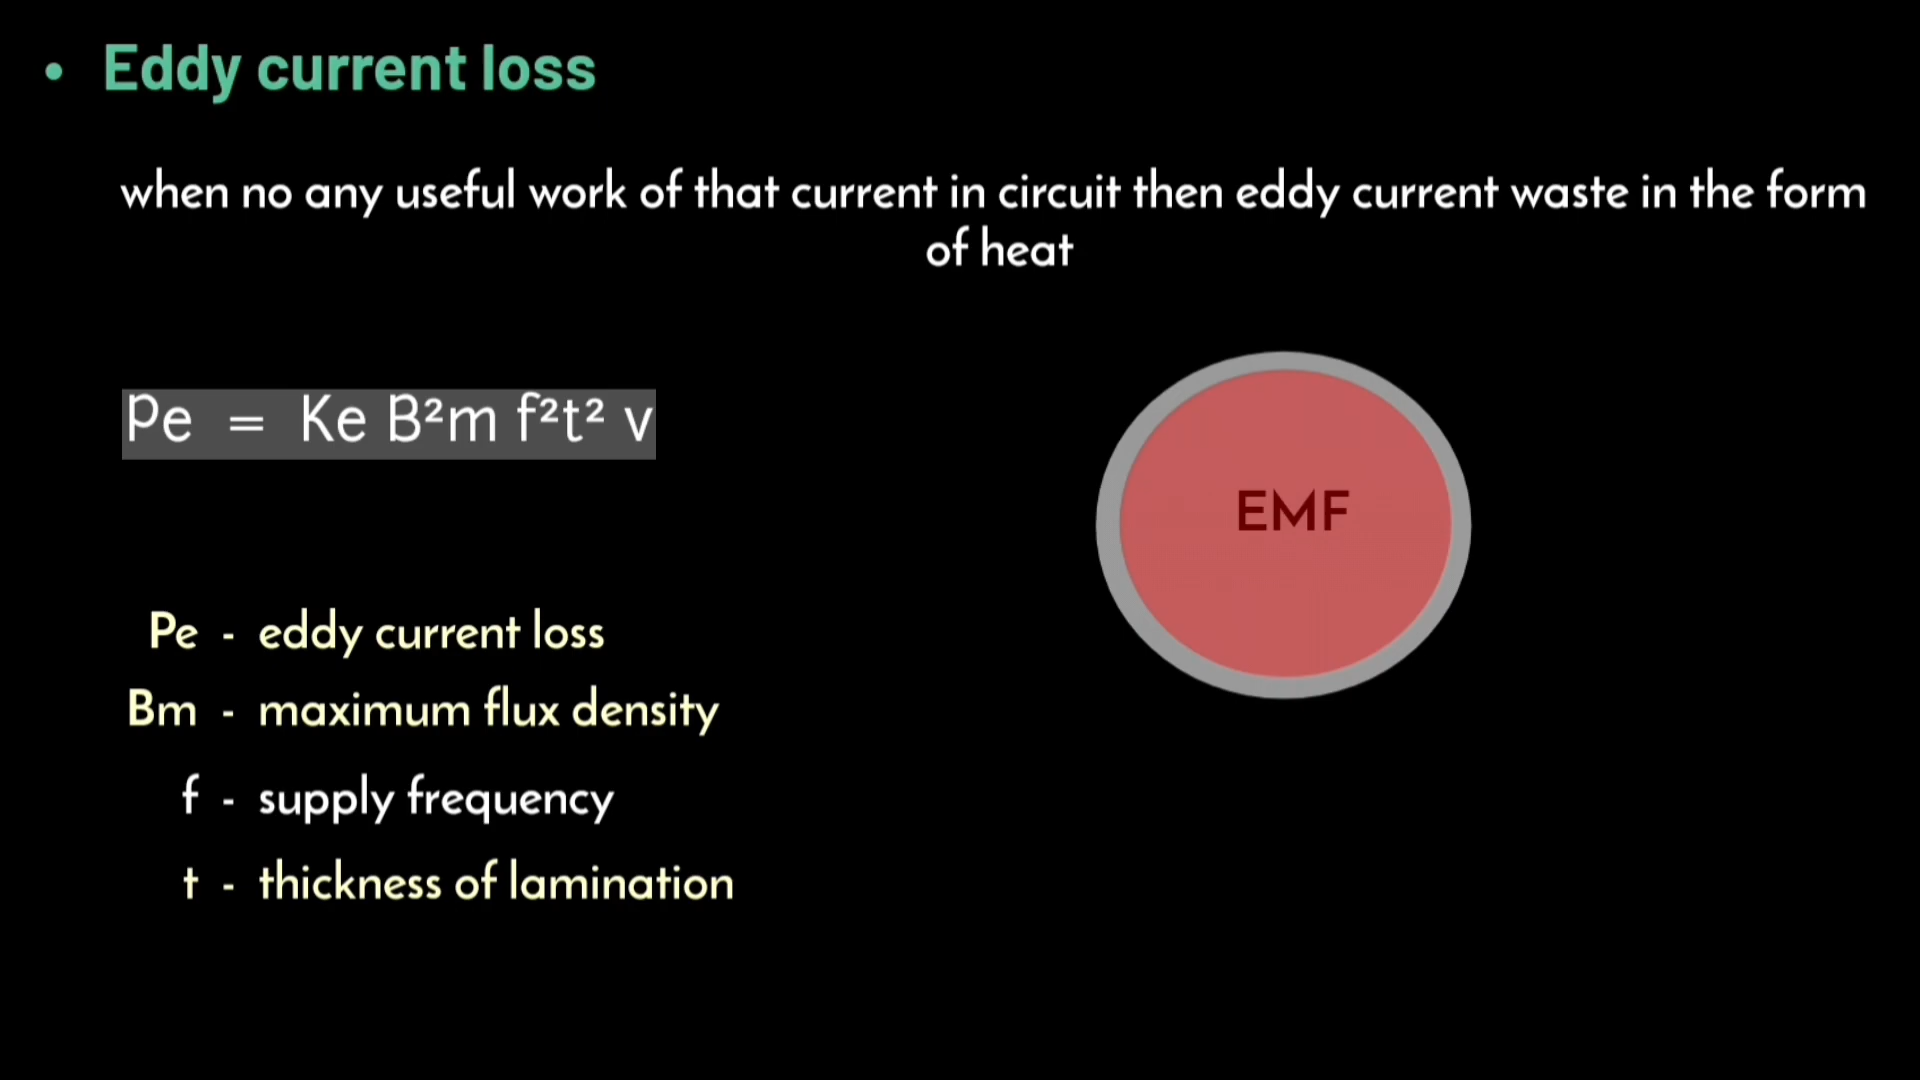 • Eddy current loss
when no any useful work of that current in circuit then eddy current waste in the form
of heat
Pe = Ke B²m f²t² v
EMF
Pe - eddy current loss
Bm - maximum flux density
f - supply frequency
t - thickness of lamination